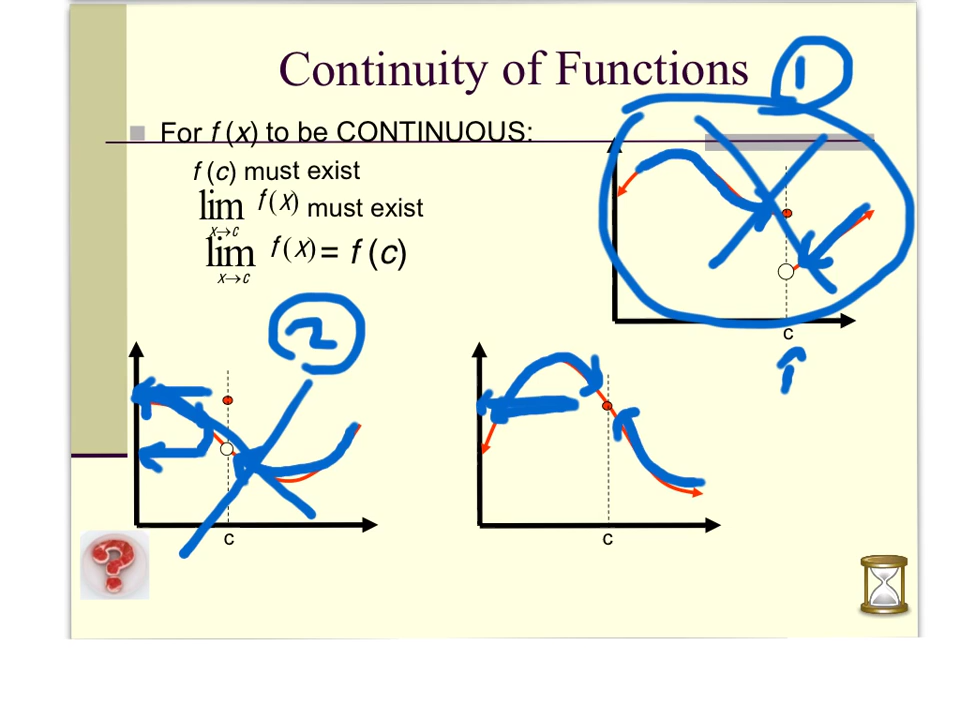 Continuity of Functions
1
For f (x) to be CONTINUOUS:
f (c) must exist
lim f(x) must exist
x→c
lim f(x) = f (c)
x→c
c
2
c
c